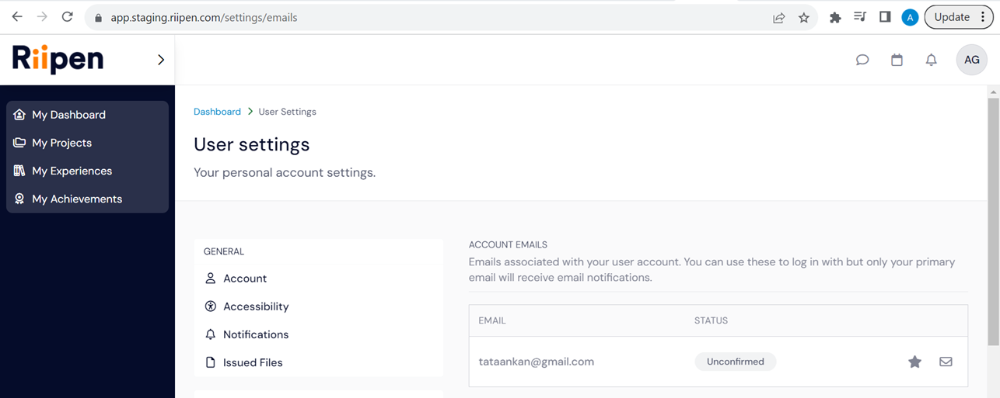 app.staging.riipen.com/settings/emails
A
Update
Riipen
AG
My Dashboard
My Projects
My Experiences
My Achievements
Dashboard > User Settings
User settings
Your personal account settings.
GENERAL
Account
Accessibility
Notifications
Issued Files
ACCOUNT EMAILS
Emails associated with your user account. You can use these to log in with but only your primary
email will receive email notifications.
EMAIL STATUS
tataankan@gmail.com Unconfirmed